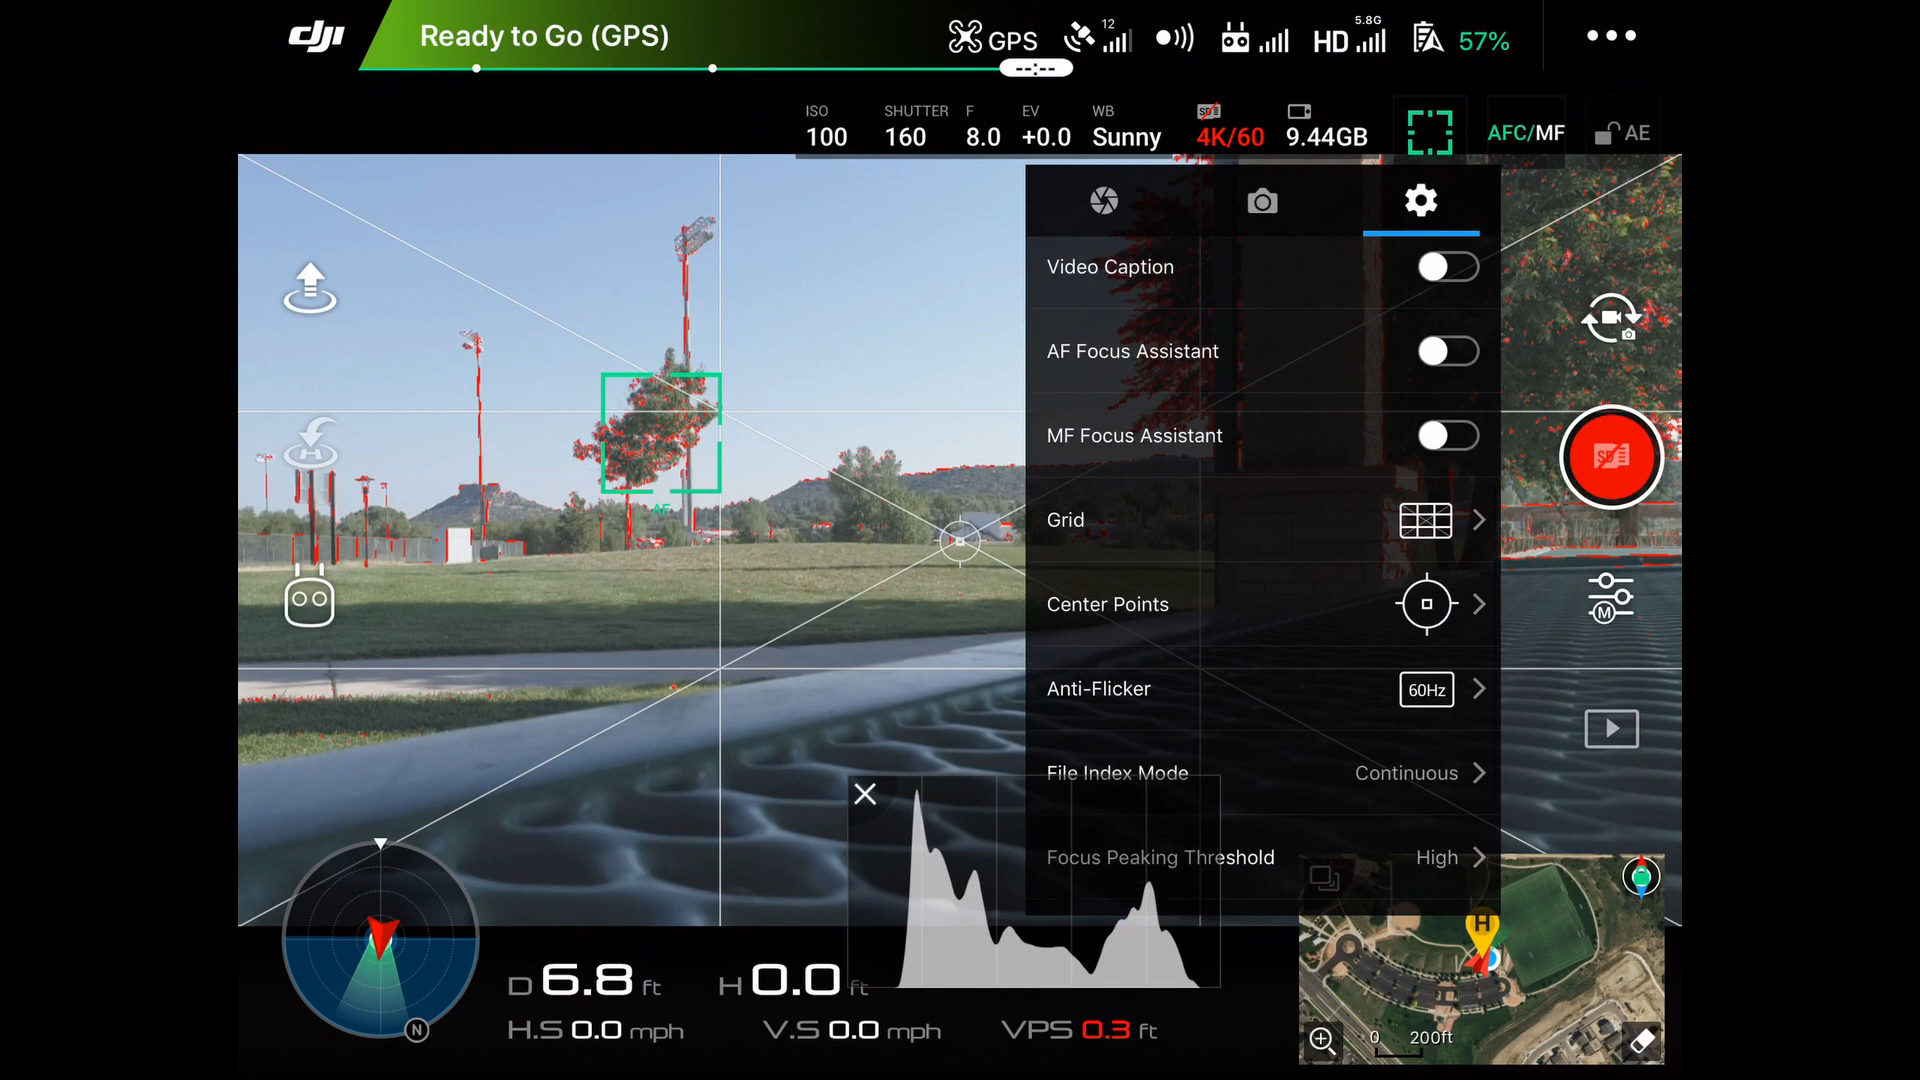 dji
Ready to Go (GPS)
GPS
12
HD
5.8G
57%
--:--
ISO
100
SHUTTER
160
F
8.0
EV
+0.0
WB
Sunny
SD
4K/60
9.44GB
AFC/MF
AE
Video Caption
AF Focus Assistant
MF Focus Assistant
Grid
Center Points
Anti-Flicker
60Hz
File Index Mode
Continuous
Focus Peaking Threshold
High
H
AF
SD
M
N
D 6.8 ft
H 0.0 ft
H.S 0.0 mph
V.S 0.0 mph
VPS 0.3 ft
H
0
200ft